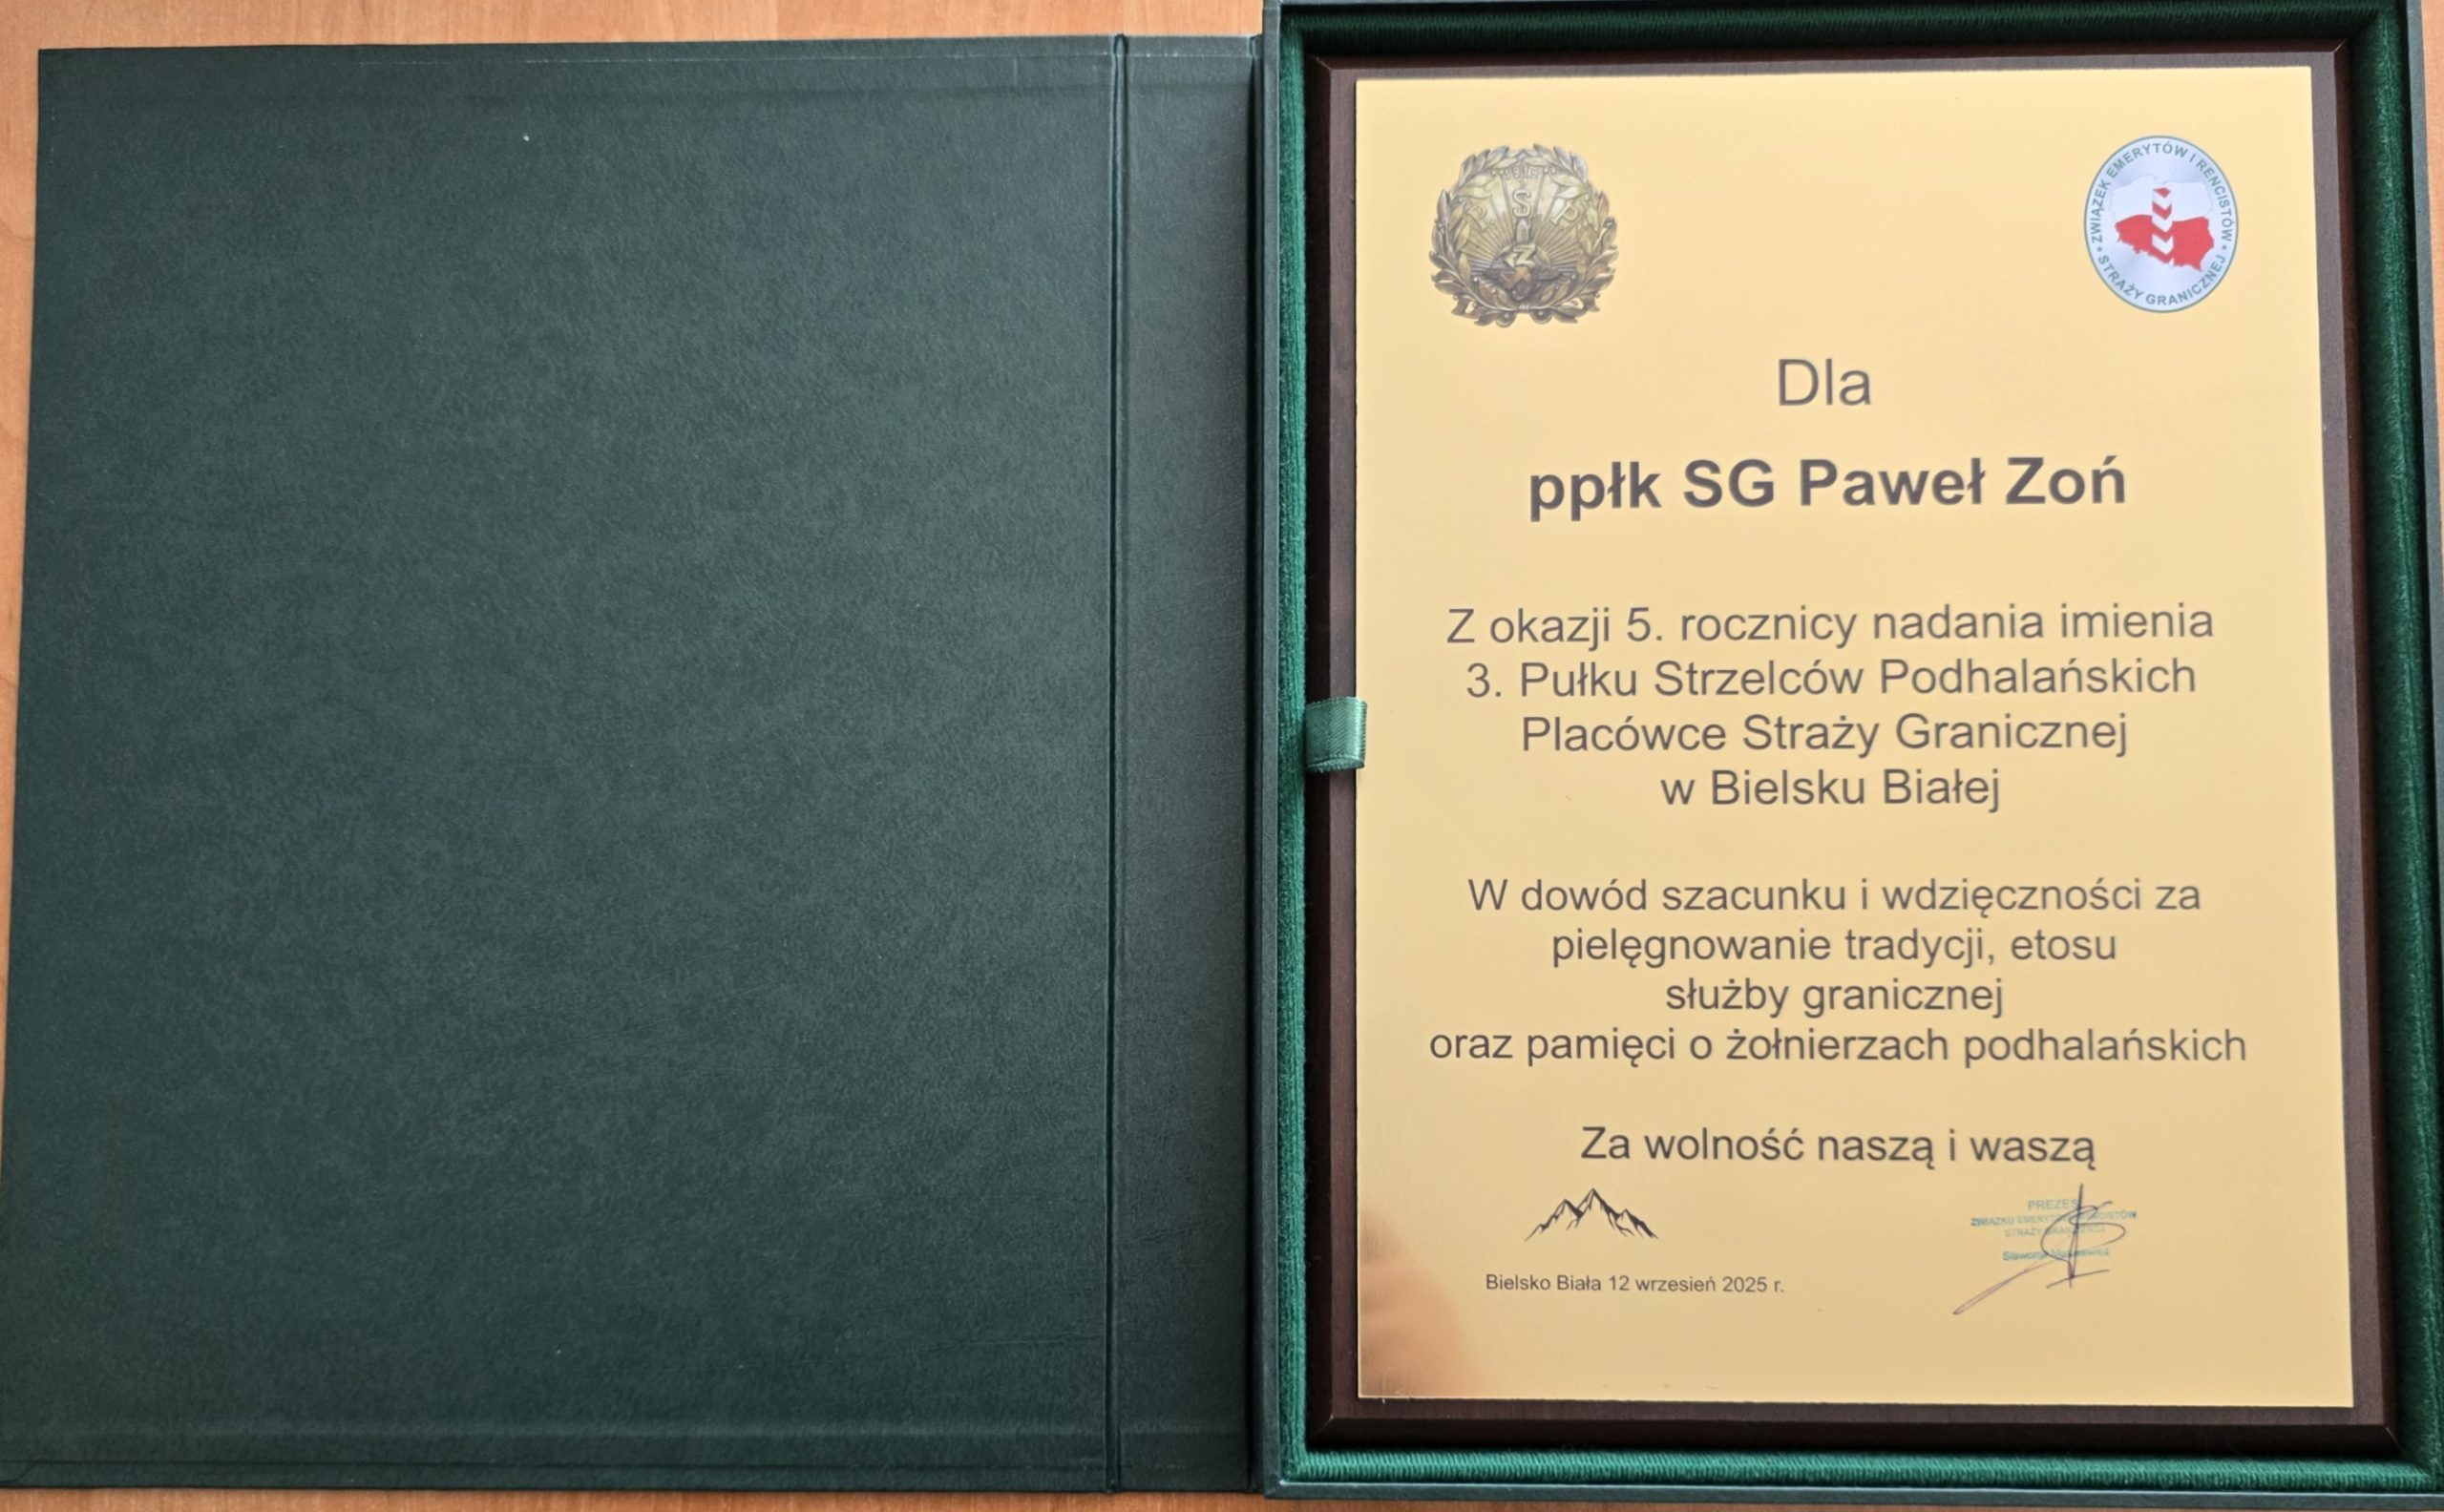 ZWIĄZEK EMERYTÓW I RENCISTÓW
* STRAŻY GRANICZNEJ *
Dla
ppłk SG Paweł Zoń
Z okazji 5. rocznicy nadania imienia
3. Pułku Strzelców Podhalańskich
Placówce Straży Granicznej
w Bielsku Białej
W dowód szacunku i wdzięczności za
pielęgnowanie tradycji, etosu
służby granicznej
oraz pamięci o żołnierzach podhalańskich
Za wolność naszą i waszą
PREZES
ZWIĄZKU
STRAŻY
Bielsko Biała 12 wrzesień 2025 r.